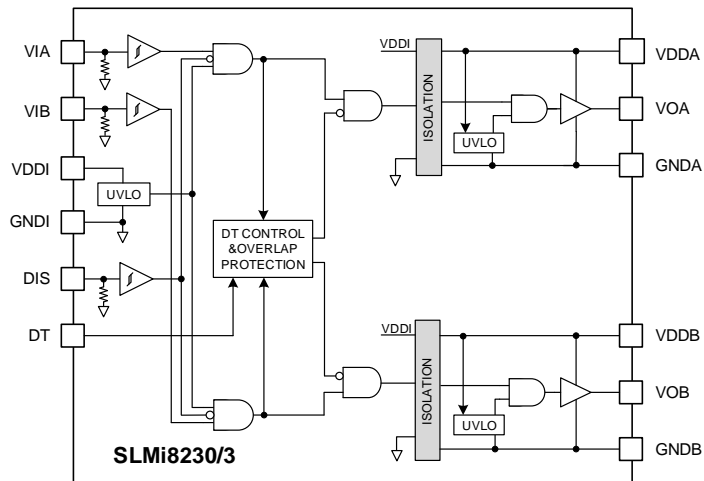 VIA
VIB
VDDI
UVLO
GNDI
DIS
DT
DT CONTROL
&OVERLAP
PROTECTION
VDDI
ISOLATION
UVLO
VDDA
VOA
GNDA
VDDI
ISOLATION
UVLO
VDDB
VOB
GNDB
SLMi8230/3